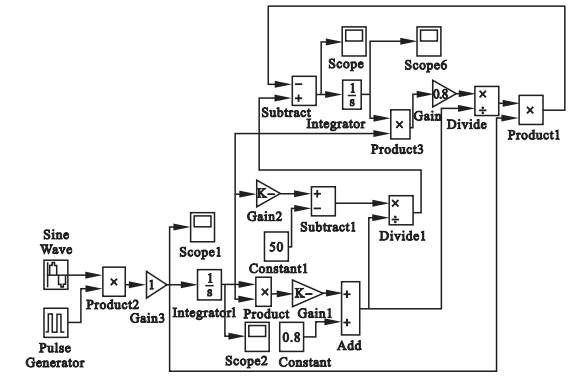 Scope
Scope6
−
+
Subtract
1
s
Integrator
×
Product3
0.8
Gain
×
÷
Divide
×
Product1
K−
Gain2
+
−
Subtract1
×
÷
Divide1
Scope1
50
Constant1
Sine
Wave
×
Product2
1
Gain3
1
s
Integrator1
×
Product
K−
Gain1
+
+
Add
Pulse
Generator
Scope2
0.8
Constant